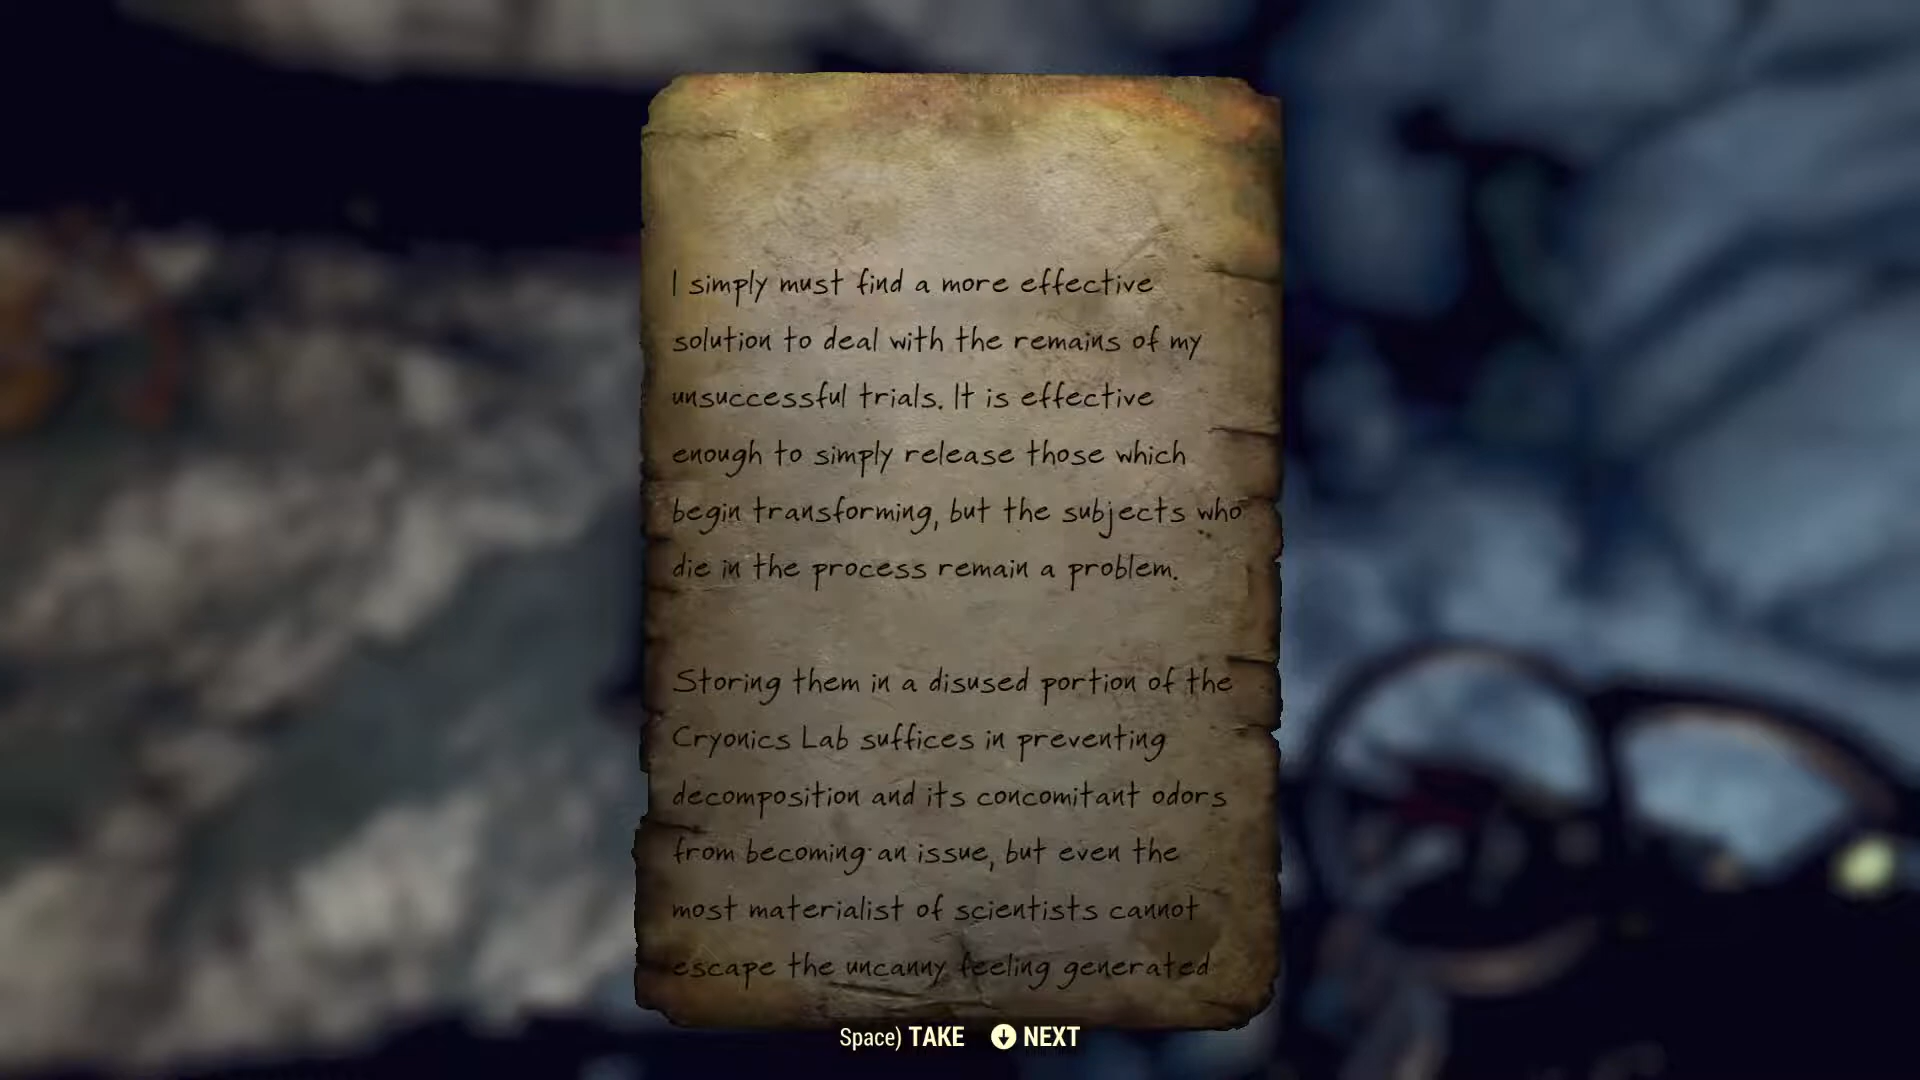 I simply must find a more effective
solution to deal with the remains of my
unsuccessful trials. It is effective
enough to simply release those which
begin transforming, but the subjects who
die in the process remain a problem.
Storing them in a disused portion of the
Cryonics Lab suffices in preventing
decomposition and its concomitant odors
from becoming an issue, but even the
most materialist of scientists cannot
escape the uncanny feeling generated
Space) TAKE NEXT